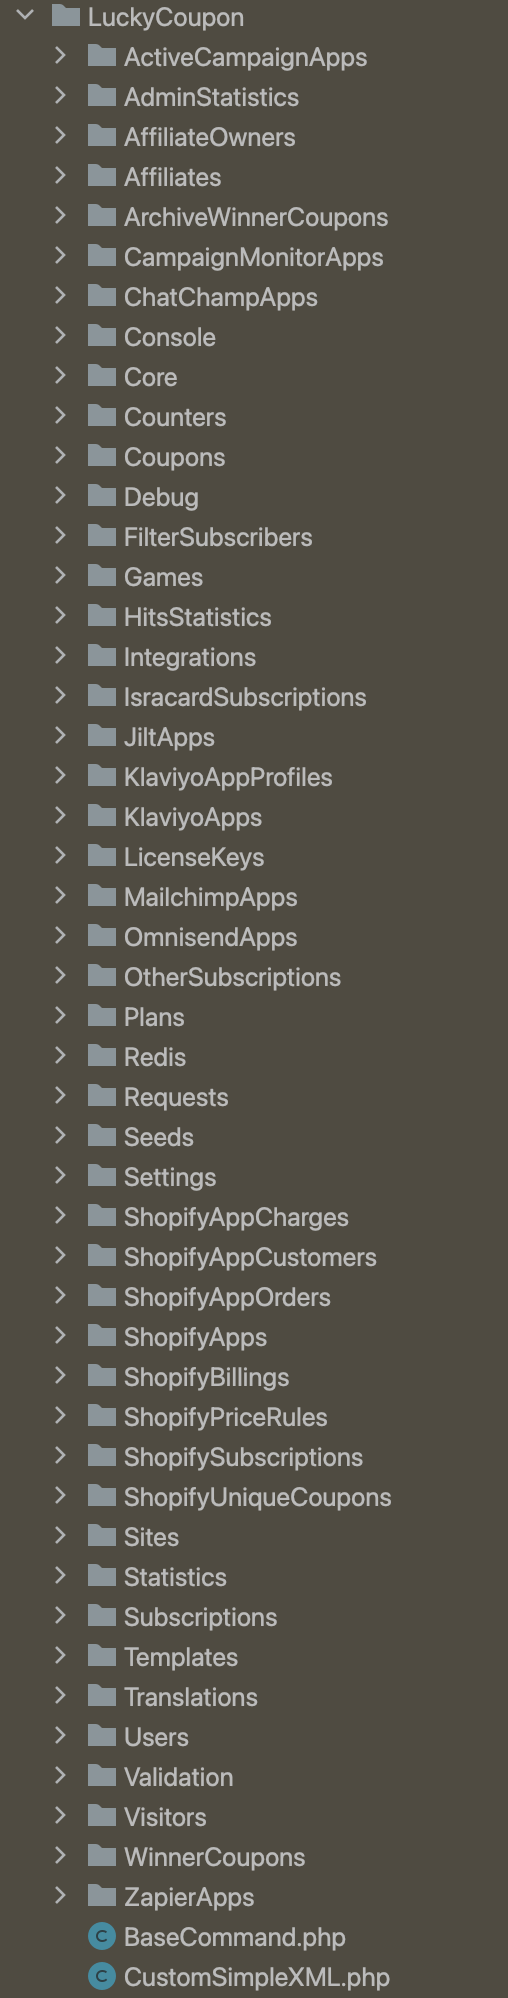 LuckyCoupon
ActiveCampaignApps
AdminStatistics
AffiliateOwners
Affiliates
ArchiveWinnerCoupons
CampaignMonitorApps
ChatChampApps
Console
Core
Counters
Coupons
Debug
FilterSubscribers
Games
HitsStatistics
Integrations
IsracardSubscriptions
JiltApps
KlaviyoAppProfiles
KlaviyoApps
LicenseKeys
MailchimpApps
OmnisendApps
OtherSubscriptions
Plans
Redis
Requests
Seeds
Settings
ShopifyAppCharges
ShopifyAppCustomers
ShopifyAppOrders
ShopifyApps
ShopifyBillings
ShopifyPriceRules
ShopifySubscriptions
ShopifyUniqueCoupons
Sites
Statistics
Subscriptions
Templates
Translations
Users
Validation
Visitors
WinnerCoupons
ZapierApps
C BaseCommand.php
C CustomSimpleXML.php